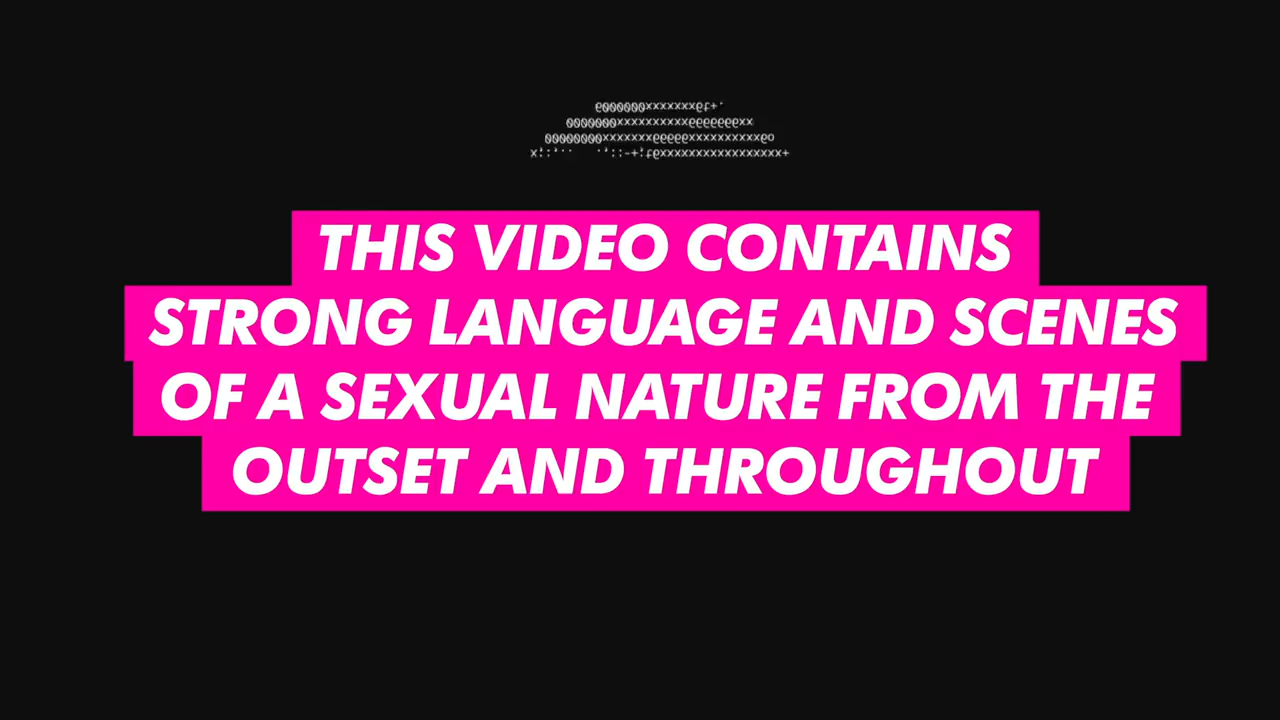 THIS VIDEO CONTAINS
STRONG LANGUAGE AND SCENES
OF A SEXUAL NATURE FROM THE
OUTSET AND THROUGHOUT